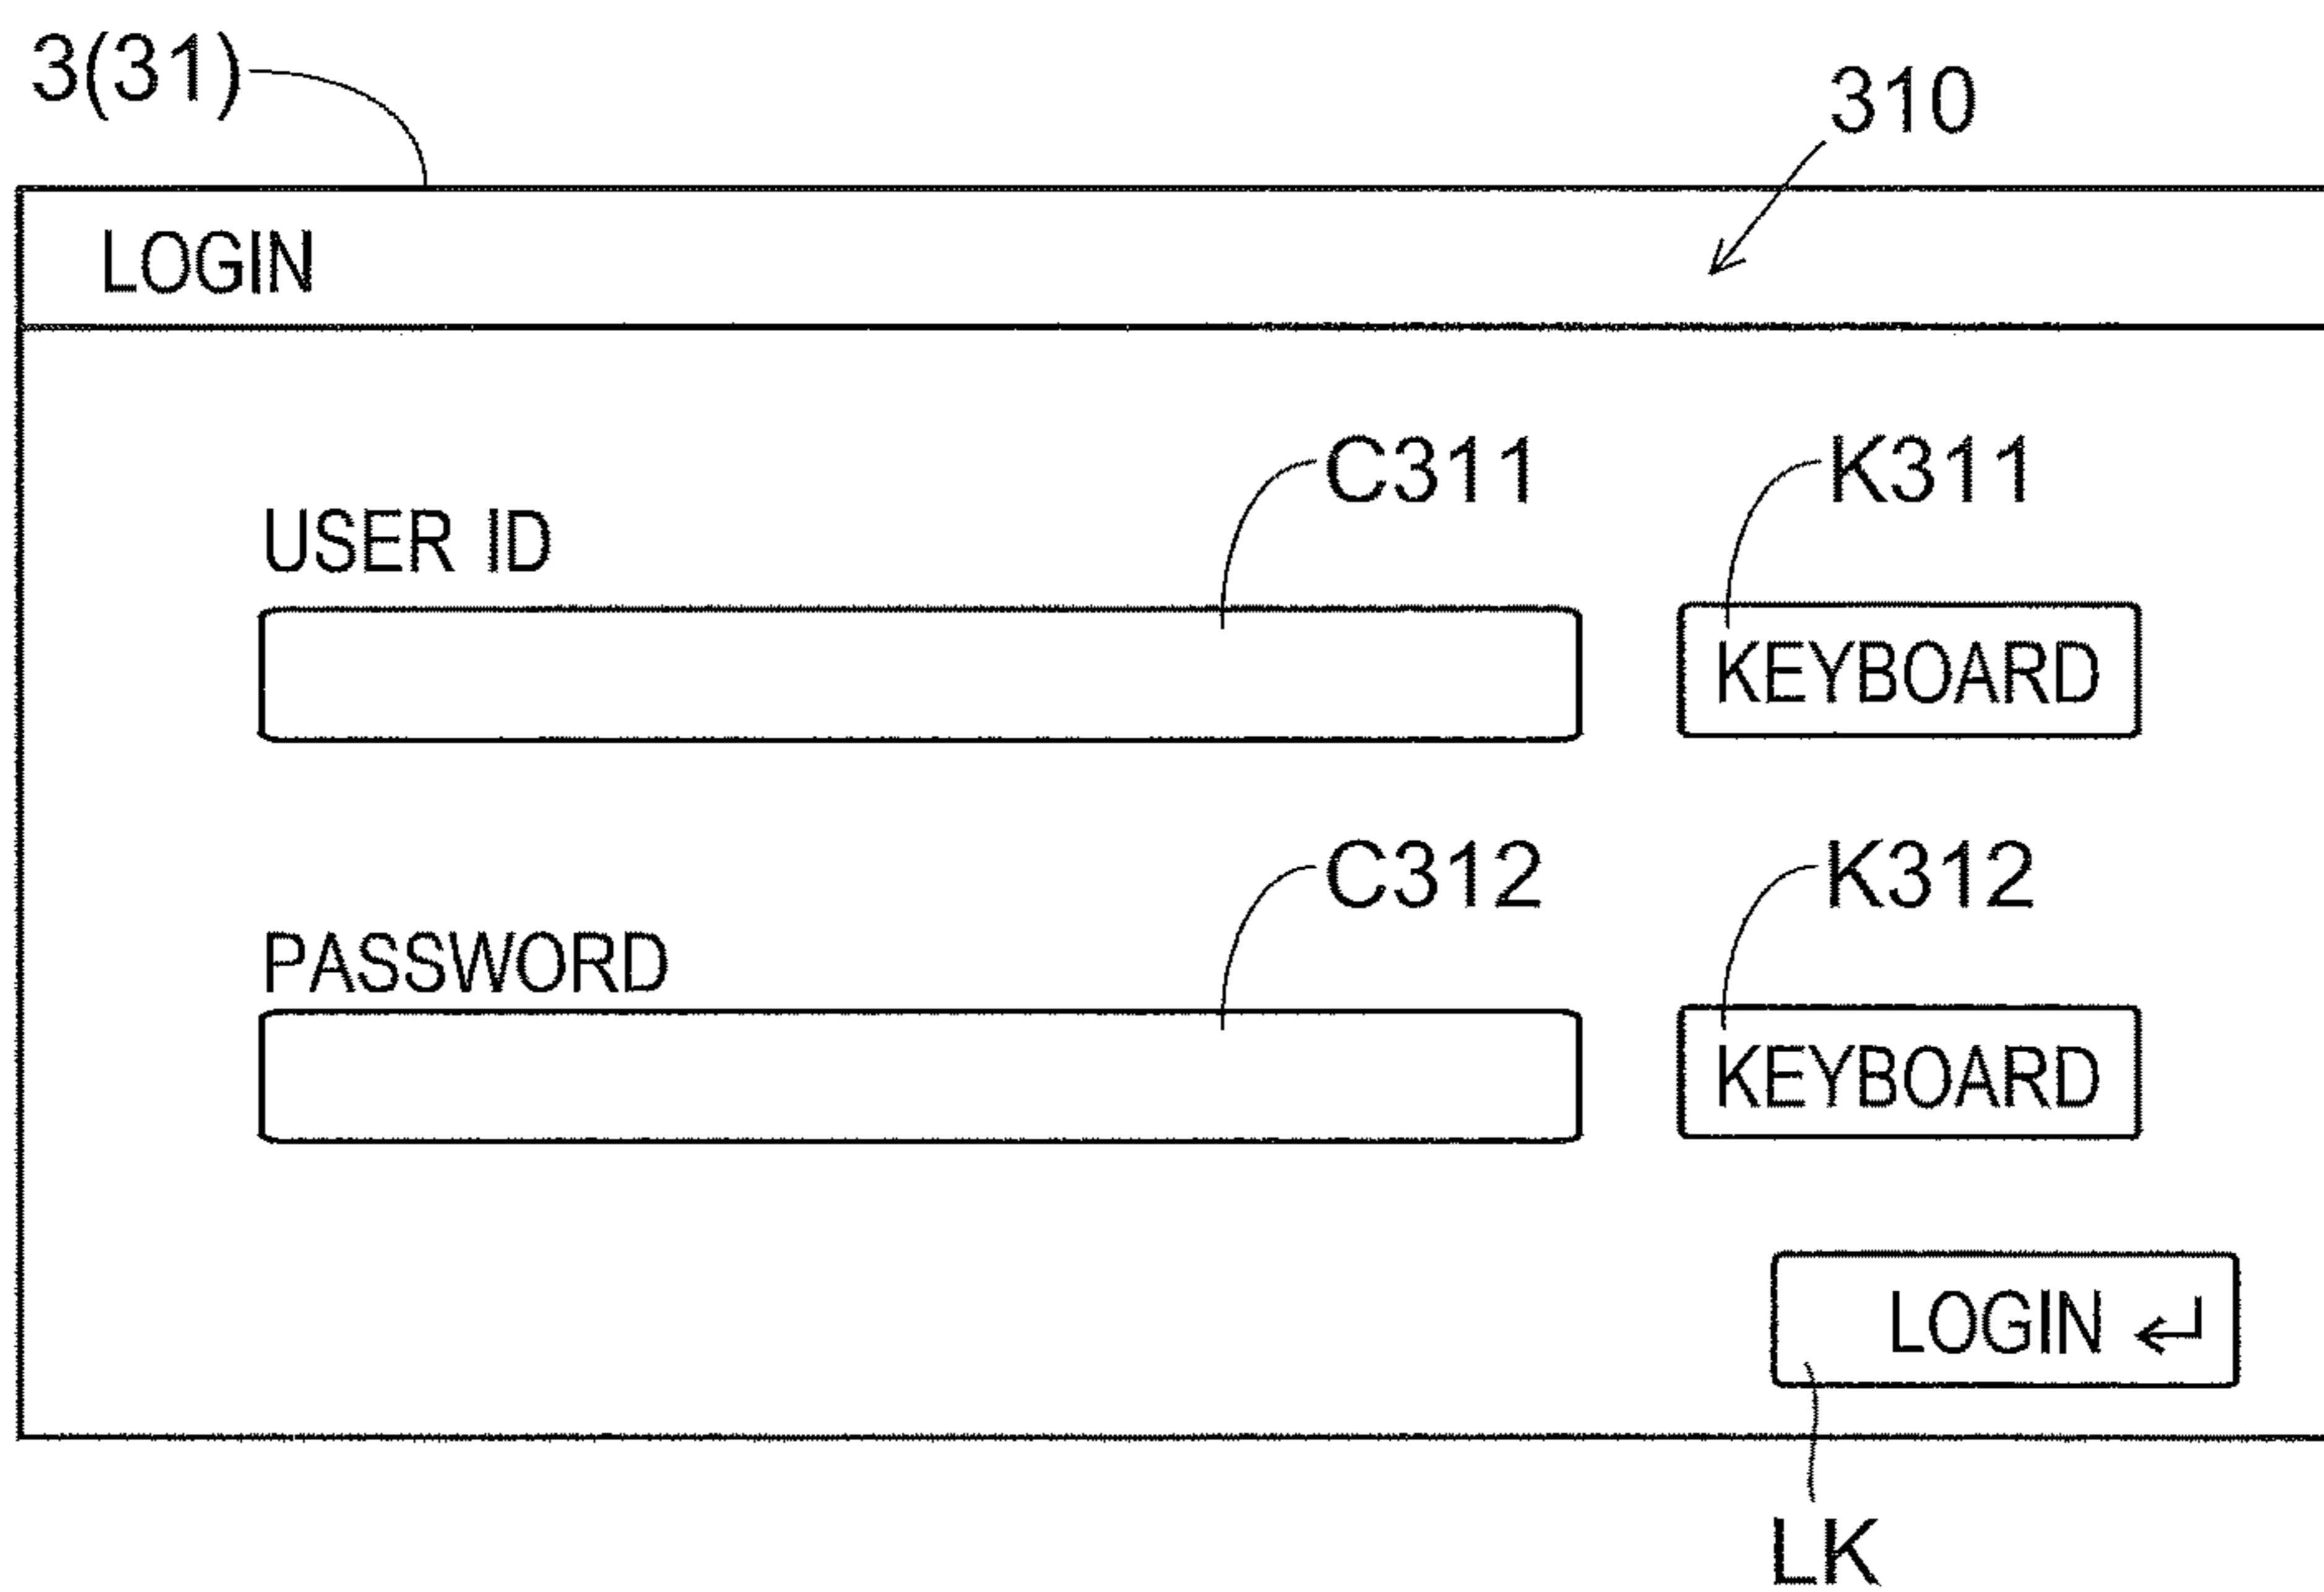 3(31)
310
LOGIN
C311
K311
USER ID
KEYBOARD
C312
K312
PASSWORD
KEYBOARD
LOGIN
LK